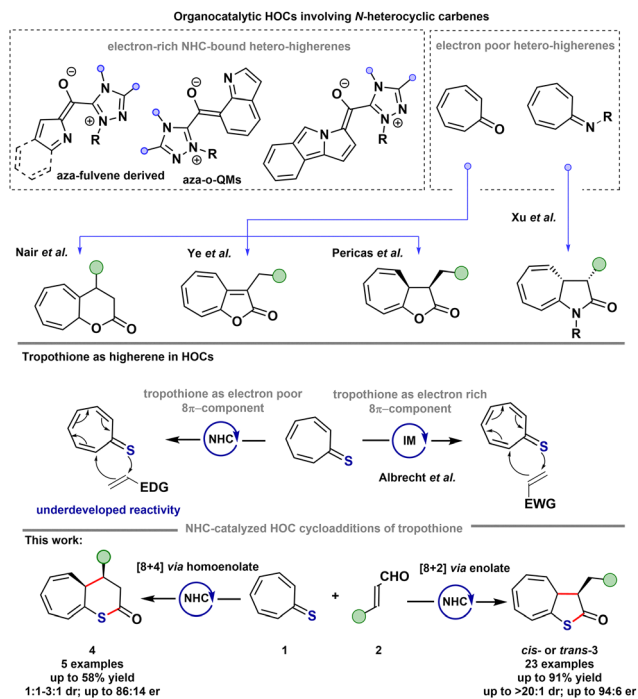 Organocatalytic HOCs involving N-heterocyclic carbenes
electron-rich NHC-bound hetero-higherenes
electron poor hetero-higherenes
O
⊖
N
N
N
⊕
R
N
aza-fulvene derived
O
⊖
N
N
N
N
⊕
R
aza-o-QMs
O
⊖
N
N
N
N
⊕
R
O
N
R
Xu et al.
Nair et al.
Ye et al.
Pericas et al.
O
O
O
O
O
O
N
O
R
Tropothione as higherene in HOCs
tropothione as electron poor
8π−component
tropothione as electron rich
8π−component
S
EDG
underdeveloped reactivity
NHC
S
IM
Albrecht et al.
S
EWG
NHC-catalyzed HOC cycloadditions of tropothione
This work:
[8+4] via homoenolate
[8+2] via enolate
S
O
NHC
S
+
CHO
NHC
S
O
4
5 examples
up to 58% yield
1:1-3:1 dr; up to 86:14 er
1
2
cis- or trans-3
23 examples
up to 91% yield
up to >20:1 dr; up to 94:6 er